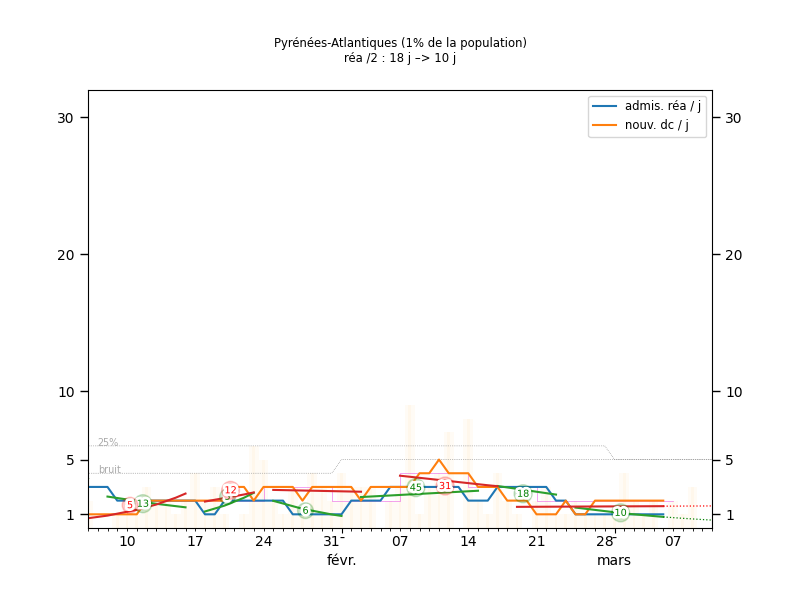 Pyrénées-Atlantiques (1% de la population)
réa /2 : 18 j –> 10 j
admis. réa / j
nouv. dc / j
30 30
20 20
10 10
25%
5 5
bruit
45 31 18
12
5 13 6 10
1 1
10 17 24 31 07 14 21 28 07
févr. mars